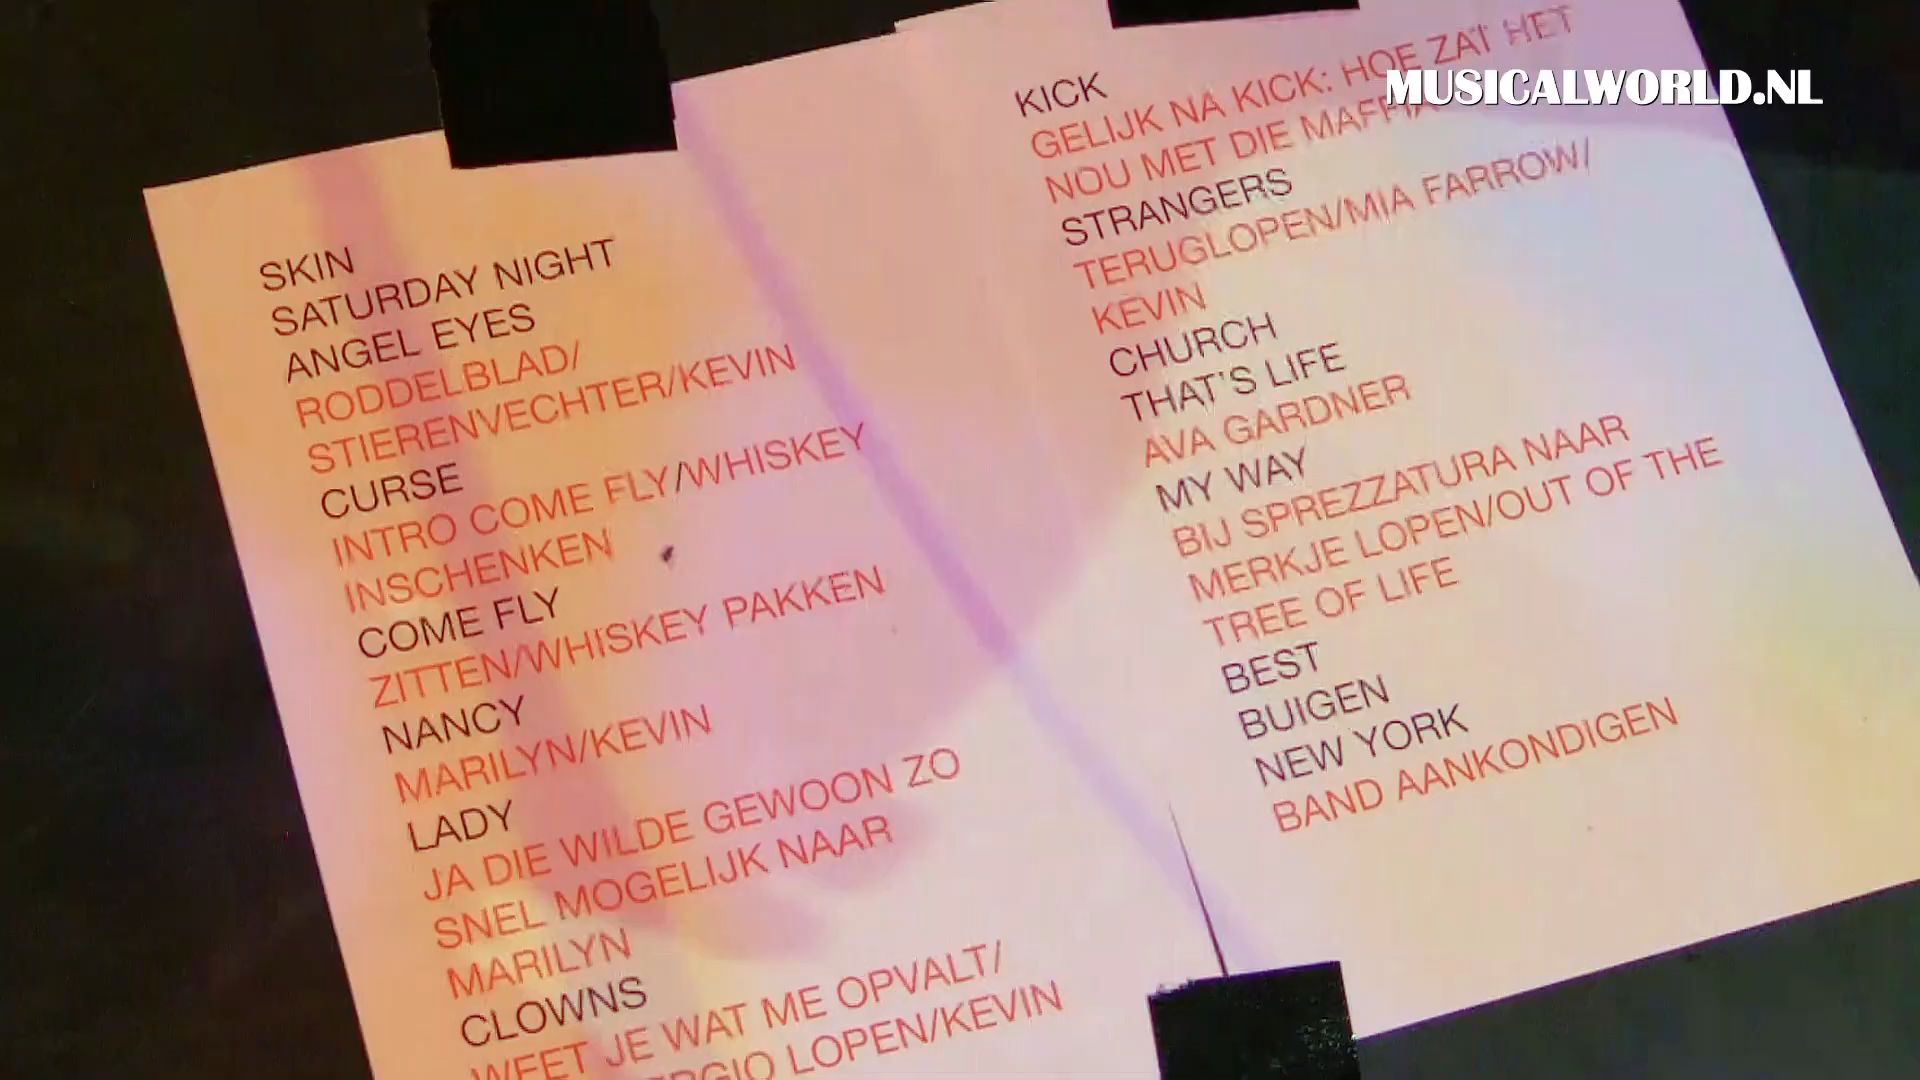 SKIN
SATURDAY NIGHT
ANGEL EYES
RODDELBLAD/
STIERENVECHTER/KEVIN
CURSE
INTRO COME FLY/WHISKEY
INSCHENKEN
COME FLY
ZITTEN/WHISKEY PAKKEN
NANCY
MARILYN/KEVIN
LADY
JA DIE WILDE GEWOON ZO
SNEL MOGELIJK NAAR
MARILYN
CLOWNS
WEET JE WAT ME OPVALT/
LOPEN/KEVIN
KICK
GELIJK NA KICK: HOE ZAT HET
NOU MET DIE MAFFIA
STRANGERS
TERUGLOPEN/MIA FARROW/
KEVIN
CHURCH
THAT'S LIFE
AVA GARDNER
MY WAY
BIJ SPREZZATURA NAAR
MERKJE LOPEN/OUT OF THE
TREE OF LIFE
BEST
BUIGEN
NEW YORK
BAND AANKONDIGEN
MUSICALWORLD.NL